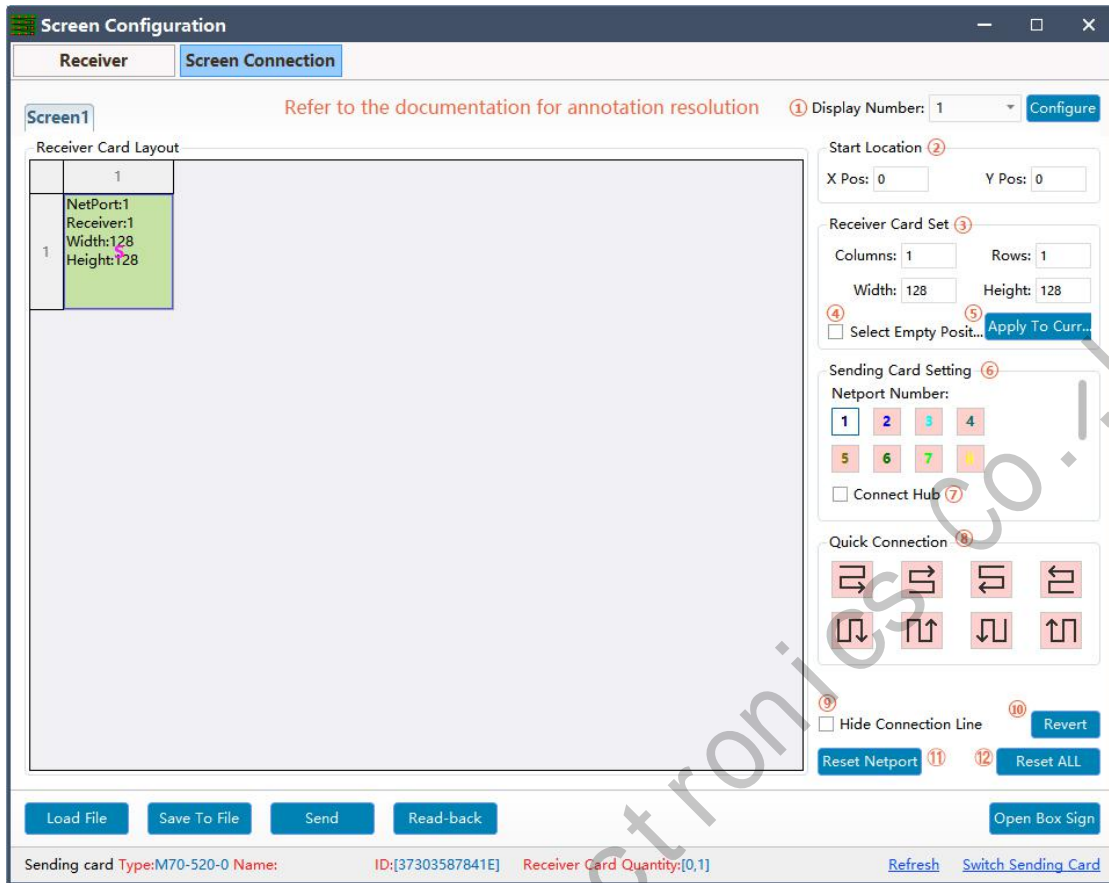 Screen Configuration
Receiver
Screen Connection
Screen1
Refer to the documentation for annotation resolution
① Display Number: 1
Configure
Receiver Card Layout
1
1
NetPort:1
Receiver:1
Width:128
Height:128
S
Start Location ②
X Pos: 0
Y Pos: 0
Receiver Card Set ③
Columns: 1
Rows: 1
Width: 128
Height: 128
④
Select Empty Posit...
⑤
Apply To Curr...
Sending Card Setting ⑥
Netport Number:
1 2 3 4
5 6 7 8
Connect Hub ⑦
Quick Connection ⑧
⑨
Hide Connection Line
⑩
Revert
Reset Netport ⑪
⑫ Reset ALL
Load File
Save To File
Send
Read-back
Open Box Sign
Sending card Type:M70-520-0 Name: ID:[37303587841E] Receiver Card Quantity:[0,1] Refresh Switch Sending Card
ctronics Co.